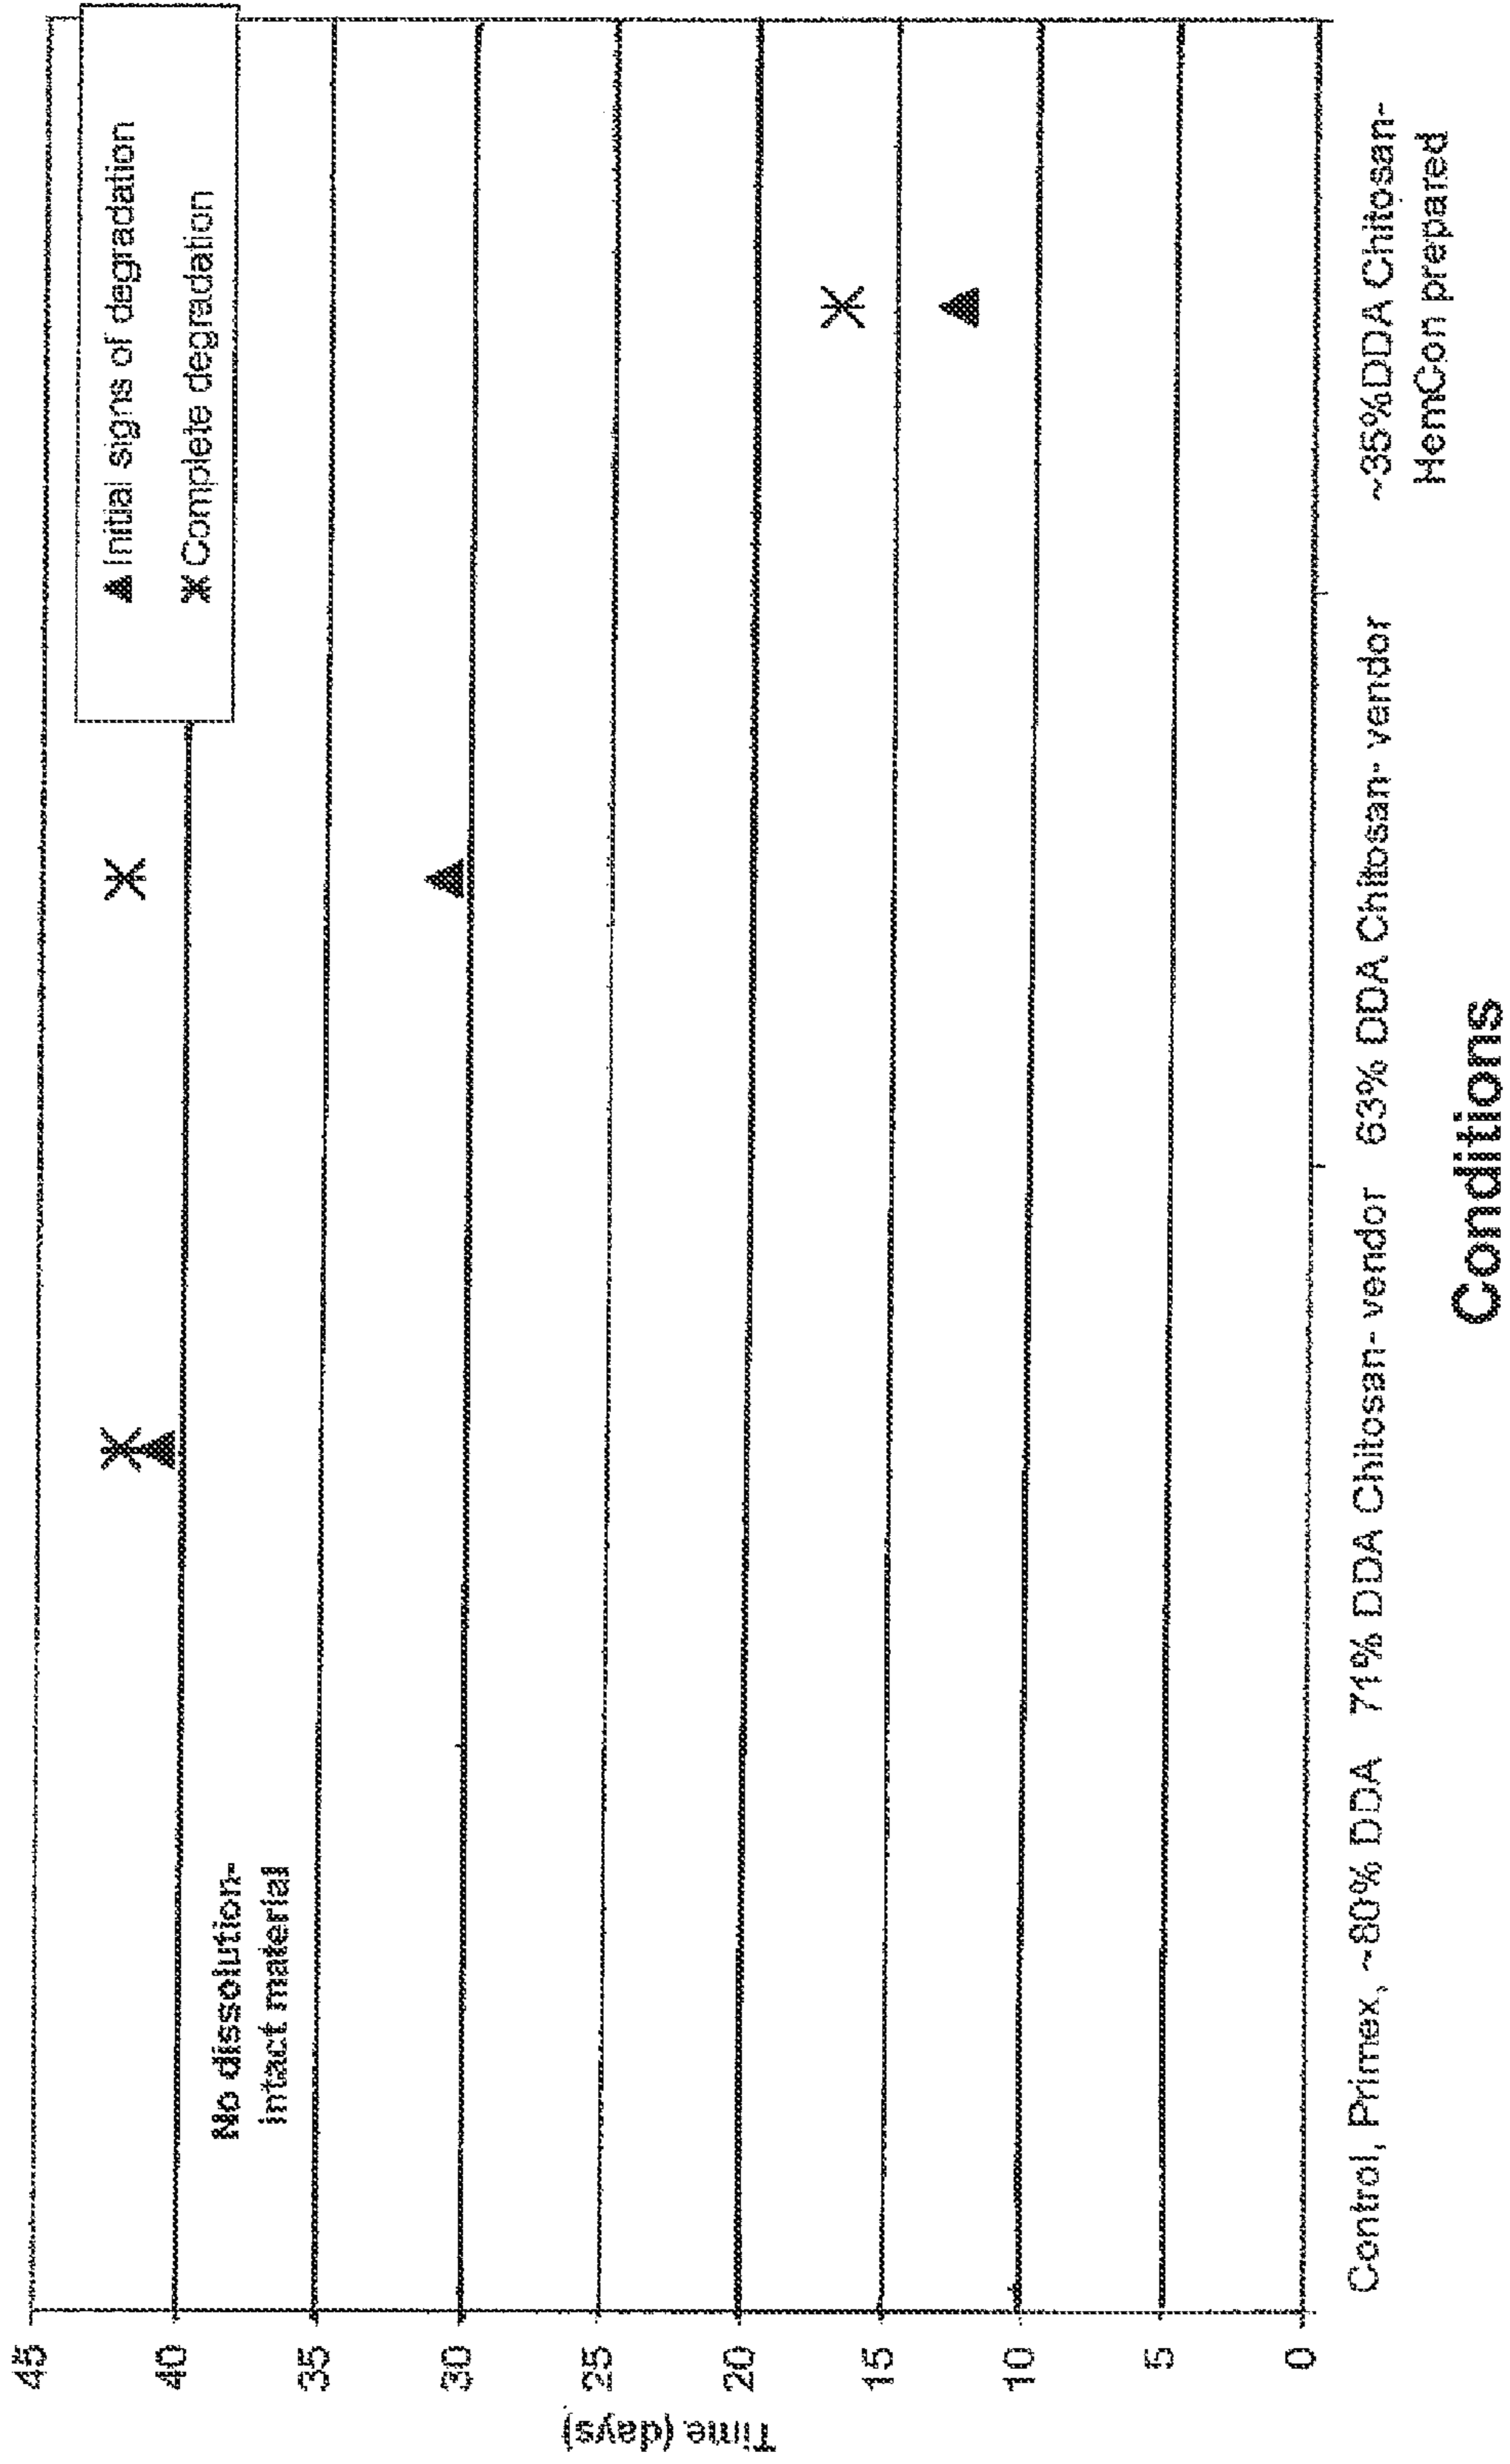 Initial signs of degradation
Complete degradation
No dissolution-
intact material
Time (days)
45
40
35
30
25
20
15
10
5
0
Control, Primex, ~80% DDA
71% DDA Chitosan- vendor
63% DDA Chitosan- vendor
~35%DDA Chitosan-
HemCon prepared
Conditions